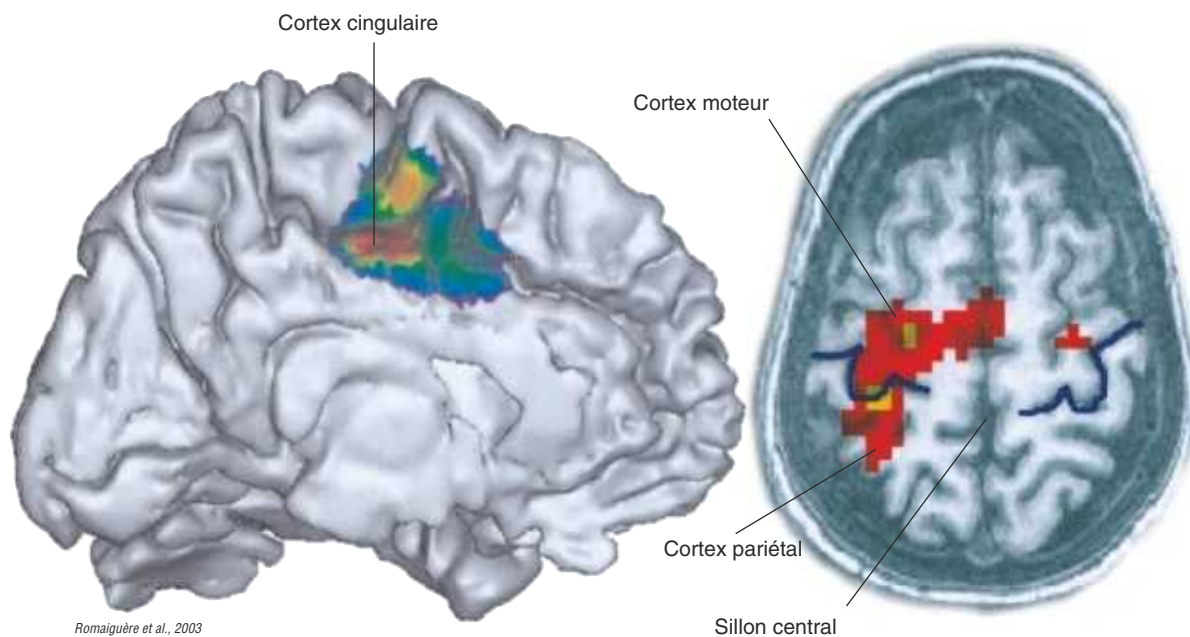 Cortex cingulaire
Cortex moteur
Cortex pariétal
Sillon central
Romaiguère et al., 2003